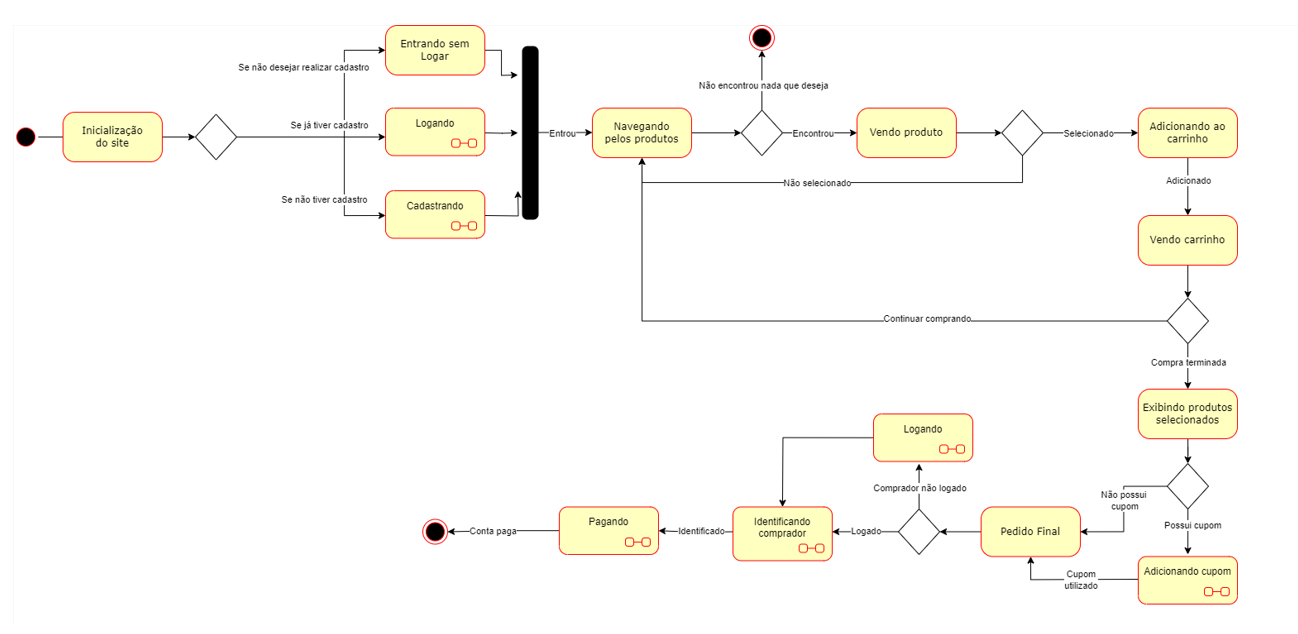 Entrando sem
Logar
Se não desejar realizar cadastro
Não encontrou nada que deseja
Inicialização
do site
Se já tiver cadastro
Logando
Entrou
Navegando
pelos produtos
Encontrou
Vendo produto
Selecionado
Adicionando ao
carrinho
Se não tiver cadastro
Cadastrando
Não selecionado
Adicionado
Vendo carrinho
Continuar comprando
Compra terminada
Exibindo produtos
selecionados
Logando
Comprador não logado
Não possui
cupom
Possui cupom
Conta paga
Pagando
Identificado
Identificando
comprador
Logado
Pedido Final
Cupom
utilizado
Adicionando cupom